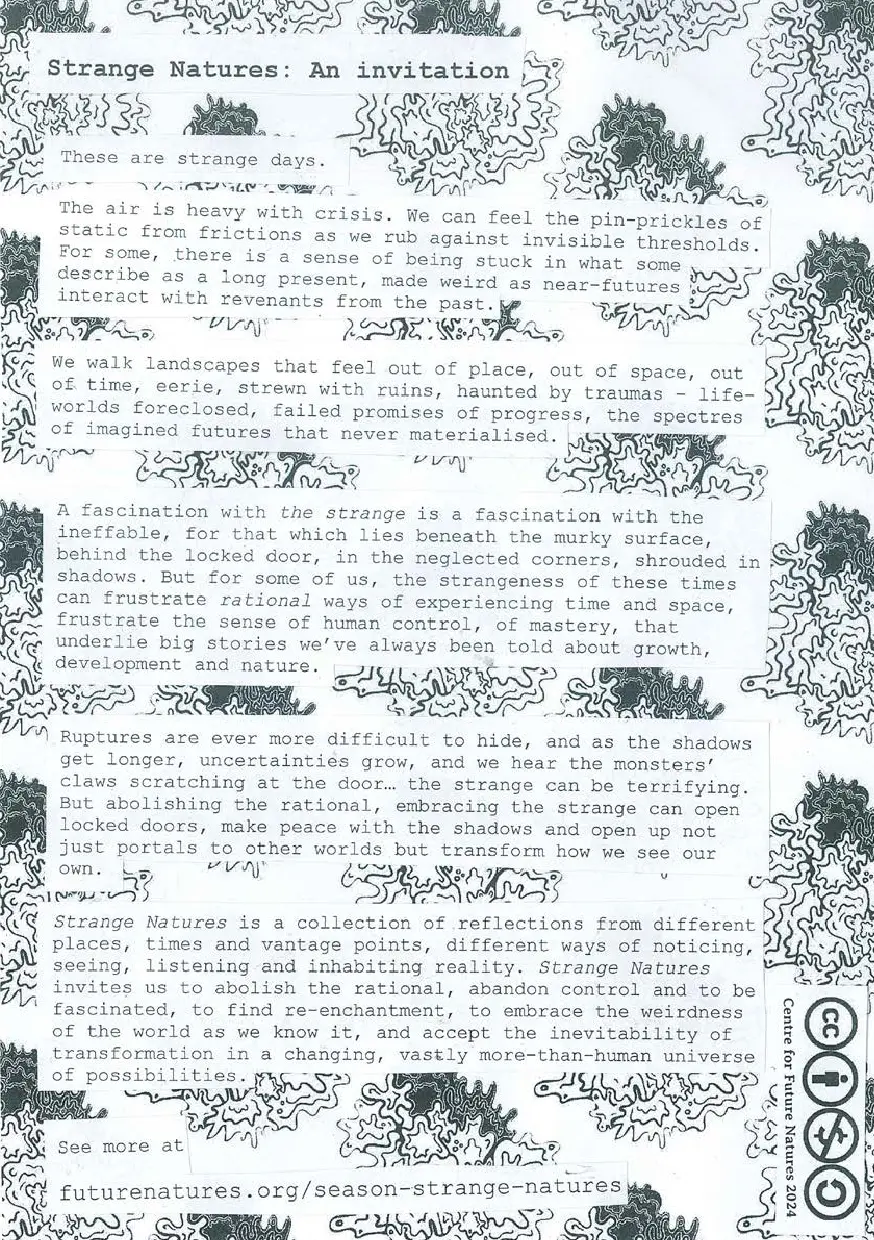 Strange Natures: An invitation
These are strange days.
The air is heavy with crisis. We can feel the pin-prickles of
static from frictions as we rub against invisible thresholds.
For some, there is a sense of being stuck in what some
describe as a long present, made weird as near-futures
interact with revenants from the past.
We walk landscapes that feel out of place, out of space, out
of time, eerie, strewn with ruins, haunted by traumas – life-
worlds foreclosed, failed promises of progress, the spectres
of imagined futures that never materialised.
A fascination with the strange is a fascination with the
ineffable, for that which lies beneath the murky surface,
behind the locked door, in the neglected corners, shrouded in
shadows. But for some of us, the strangeness of these times
can frustrate rational ways of experiencing time and space,
frustrate the sense of human control, of mastery, that
underlie big stories we've always been told about growth,
development and nature.
Ruptures are ever more difficult to hide, and as the shadows
get longer, uncertainties grow, and we hear the monsters'
claws scratching at the door… the strange can be terrifying.
But abolishing the rational, embracing the strange can open
locked doors, make peace with the shadows and open up not
just portals to other worlds but transform how we see our
own.
Strange Natures is a collection of reflections from different
places, times and vantage points, different ways of noticing,
seeing, listening and inhabiting reality. Strange Natures
invites us to abolish the rational, abandon control and to be
fascinated, to find re-enchantment, to embrace the weirdness
of the world as we know it, and accept the inevitability of
transformation in a changing, vastly more-than-human universe
of possibilities.
See more at
futurenatures.org/season-strange-natures
Centre for Future Natures 2024
cc